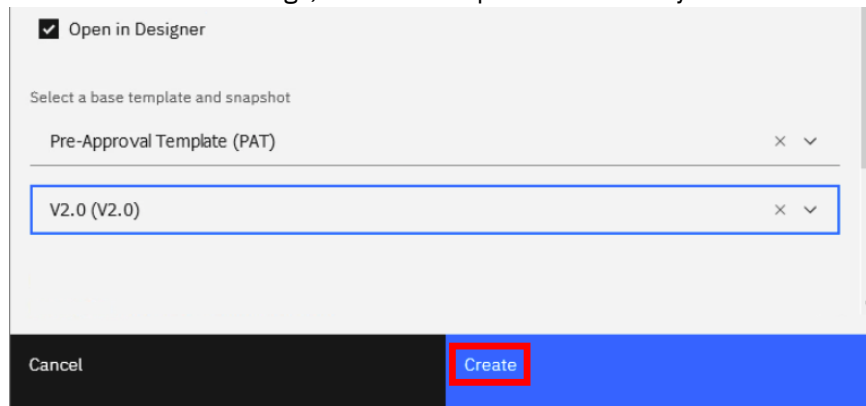 Open in Designer
Select a base template and snapshot
Pre-Approval Template (PAT)
V2.0 (V2.0)
Cancel
Create